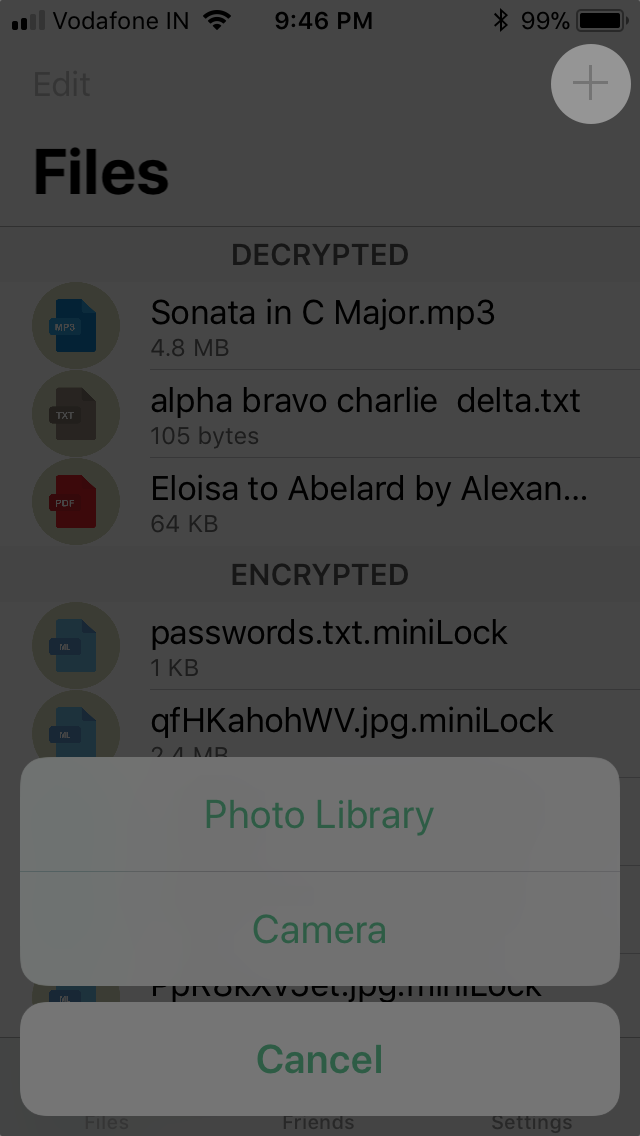 Vodafone IN 9:46 PM 99%
Edit
Files
DECRYPTED
MP3
Sonata in C Major.mp3
4.8 MB
TXT
alpha bravo charlie  delta.txt
105 bytes
PDF
Eloisa to Abelard by Alexan...
64 KB
ENCRYPTED
ML
passwords.txt.miniLock
1 KB
ML
qfHKahohWV.jpg.miniLock
2.4 MB
Photo Library
Camera
ML
PpR8kXV5et.jpg.miniLock
Cancel
Files Friends Settings